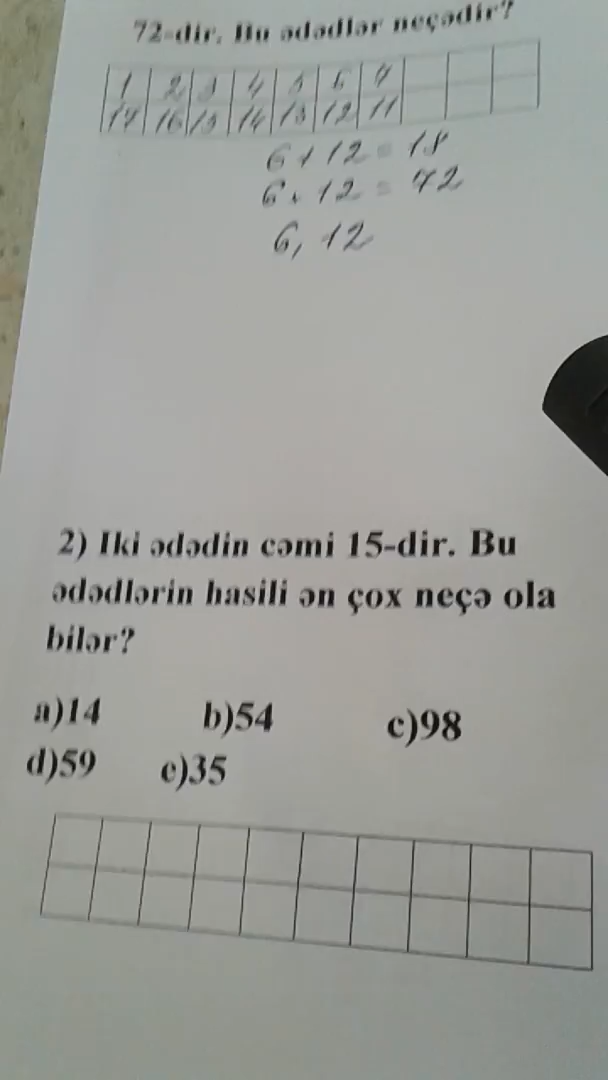 72-dir. Bu ədədlər neçədir?
1 2 3 4 5 6 7
17 16 15 14 13 12 11
6 + 12 = 18
6 · 12 = 72
6, 12
2) Iki ədədin cəmi 15-dir. Bu
ədədlərin hasili ən çox neçə ola
bilər?
a)14 b)54 c)98
d)59 e)35